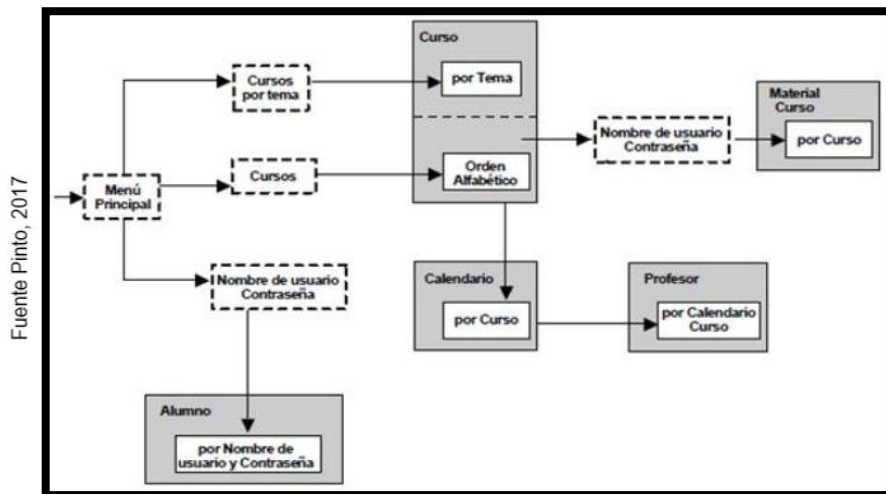 Fuente Pinto, 2017
Menú
Principal
Cursos
por tema
Cursos
Nombre de usuario
Contraseña
Curso
por Tema
Orden
Alfabético
Nombre de usuario
Contraseña
Material
Curso
por Curso
Calendario
por Curso
Profesor
por Calendario
Curso
Alumno
por Nombre de
usuario y Contraseña